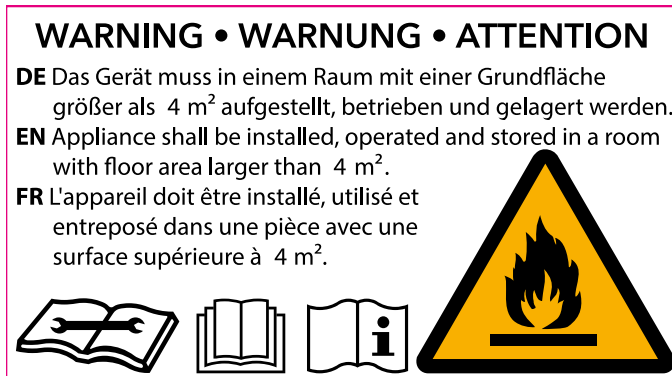 WARNING • WARNUNG • ATTENTION
DE Das Gerät muss in einem Raum mit einer Grundfläche
größer als 4 m² aufgestellt, betrieben und gelagert werden.
EN Appliance shall be installed, operated and stored in a room
with floor area larger than 4 m².
FR L'appareil doit être installé, utilisé et
entreposé dans une pièce avec une
surface supérieure à 4 m².
i